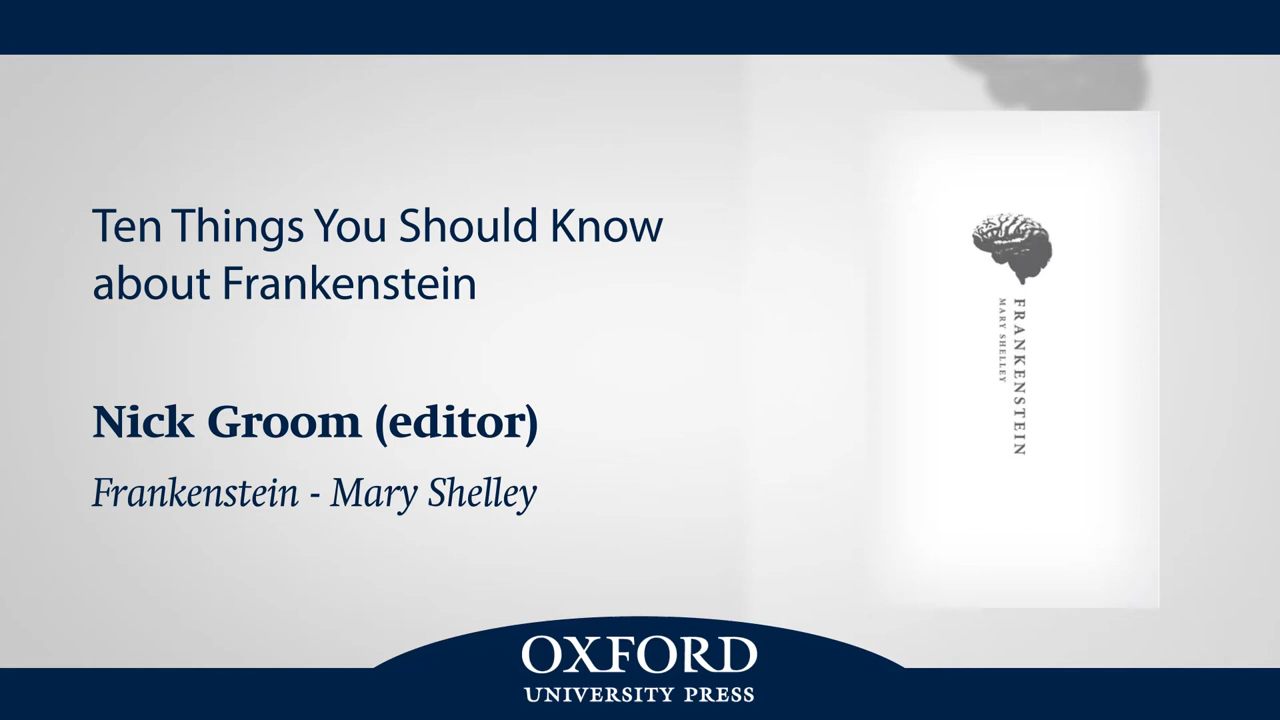 Ten Things You Should Know
about Frankenstein
Nick Groom (editor)
Frankenstein - Mary Shelley
FRANKENSTEIN
MARY SHELLEY
OXFORD
UNIVERSITY PRESS